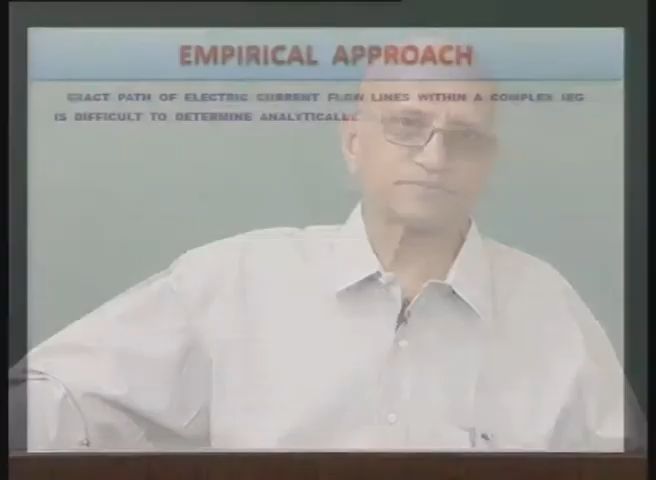 EMPIRICAL APPROACH
EXACT PATH OF ELECTRIC CURRENT FLOW LINES WITHIN A COMPLEX IEG
IS DIFFICULT TO DETERMINE ANALYTICALLY